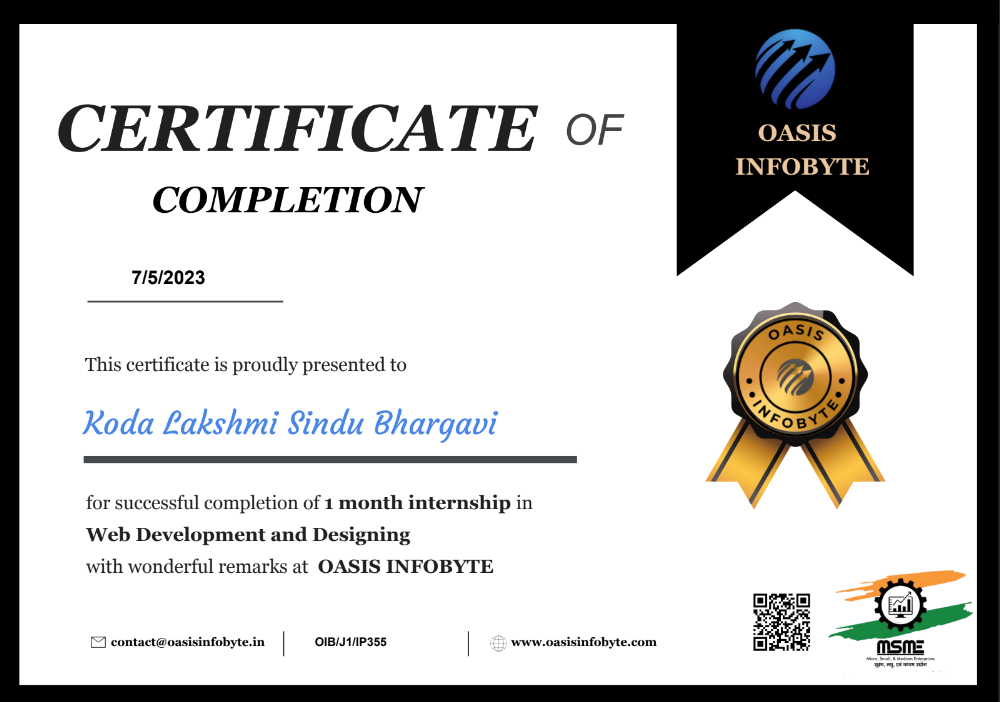 CERTIFICATE OF
COMPLETION
OASIS
INFOBYTE
7/5/2023
This certificate is proudly presented to
Koda Lakshmi Sindu Bhargavi
for successful completion of 1 month internship in
Web Development and Designing
with wonderful remarks at OASIS INFOBYTE
OASIS
INFOBYTE
contact@oasisinfobyte.in
OIB/J1/IP355
www.oasisinfobyte.com
MSME
Micro, Small, & Medium Enterprises
सूक्ष्म, लघु, एवं मध्यम उद्योग